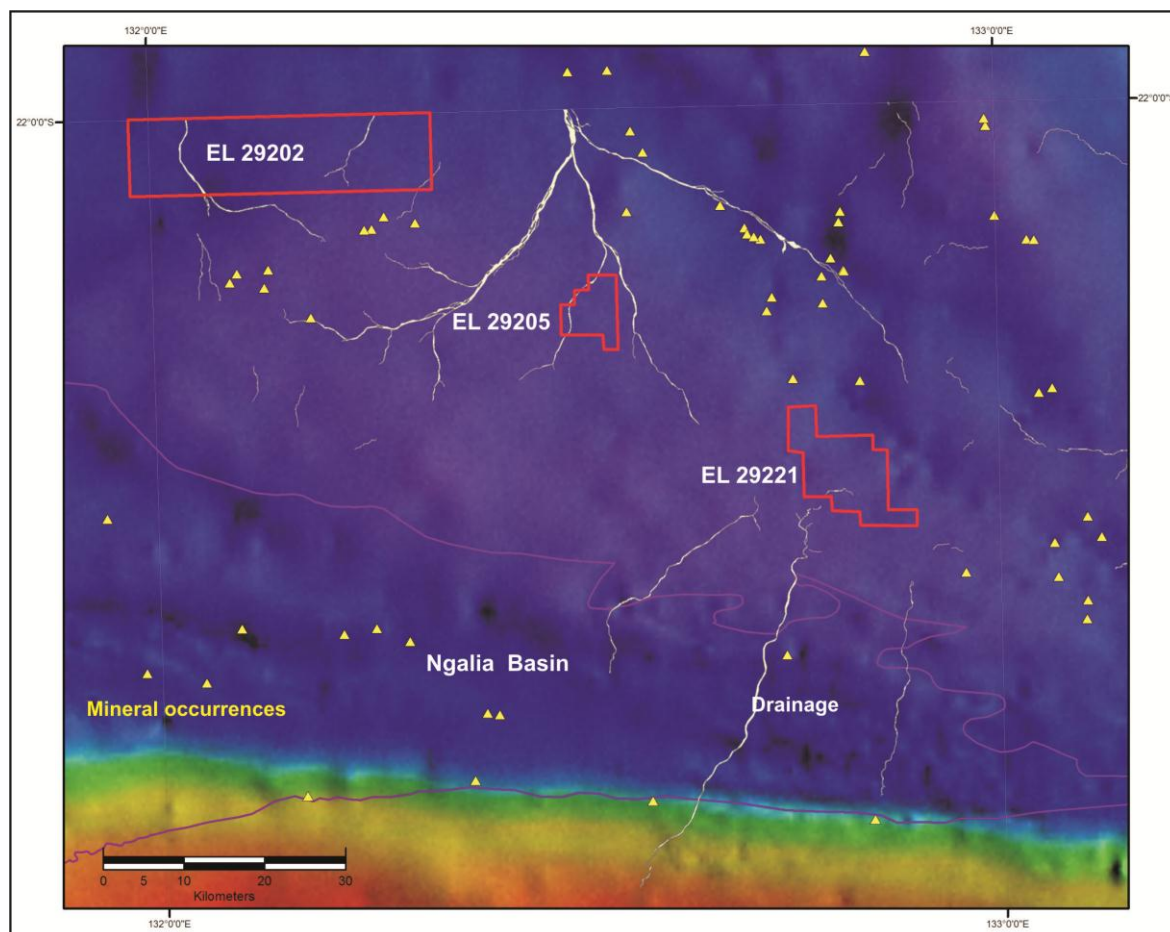 132°0'0"E
133°0'0"E
22°0'0"S
22°0'0"S
EL 29202
EL 29205
EL 29221
Ngalia Basin
Mineral occurrences
Drainage
0 5 10 20 30
Kilometers
132°0'0"E
133°0'0"E